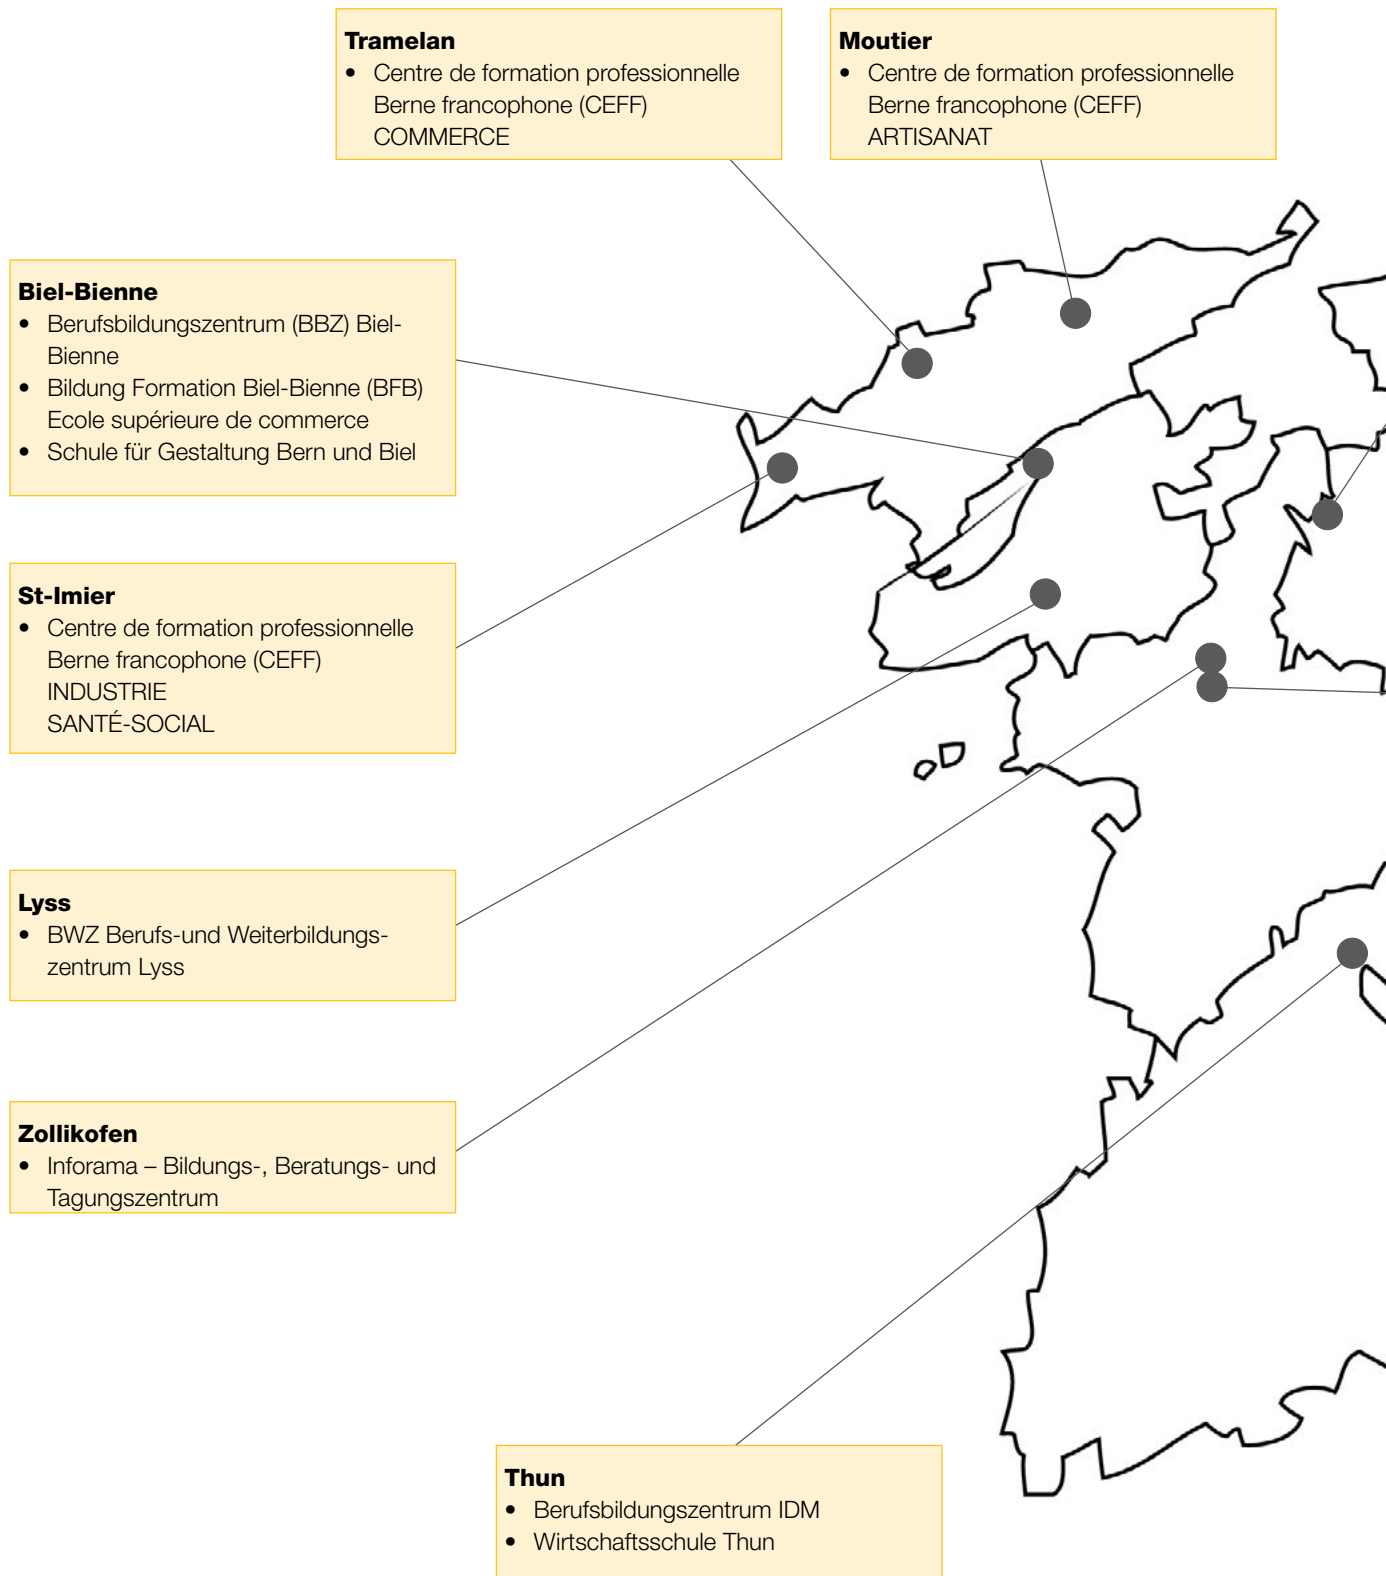 Tramelan
• Centre de formation professionnelle
Berne francophone (CEFF)
COMMERCE
Moutier
• Centre de formation professionnelle
Berne francophone (CEFF)
ARTISANAT
Biel-Bienne
• Berufsbildungszentrum (BBZ) Biel-
Bienne
• Bildung Formation Biel-Bienne (BFB)
Ecole supérieure de commerce
• Schule für Gestaltung Bern und Biel
St-Imier
• Centre de formation professionnelle
Berne francophone (CEFF)
INDUSTRIE
SANTÉ-SOCIAL
Lyss
• BWZ Berufs-und Weiterbildungs-
zentrum Lyss
Zollikofen
• Inforama – Bildungs-, Beratungs- und
Tagungszentrum
Thun
• Berufsbildungszentrum IDM
• Wirtschaftsschule Thun